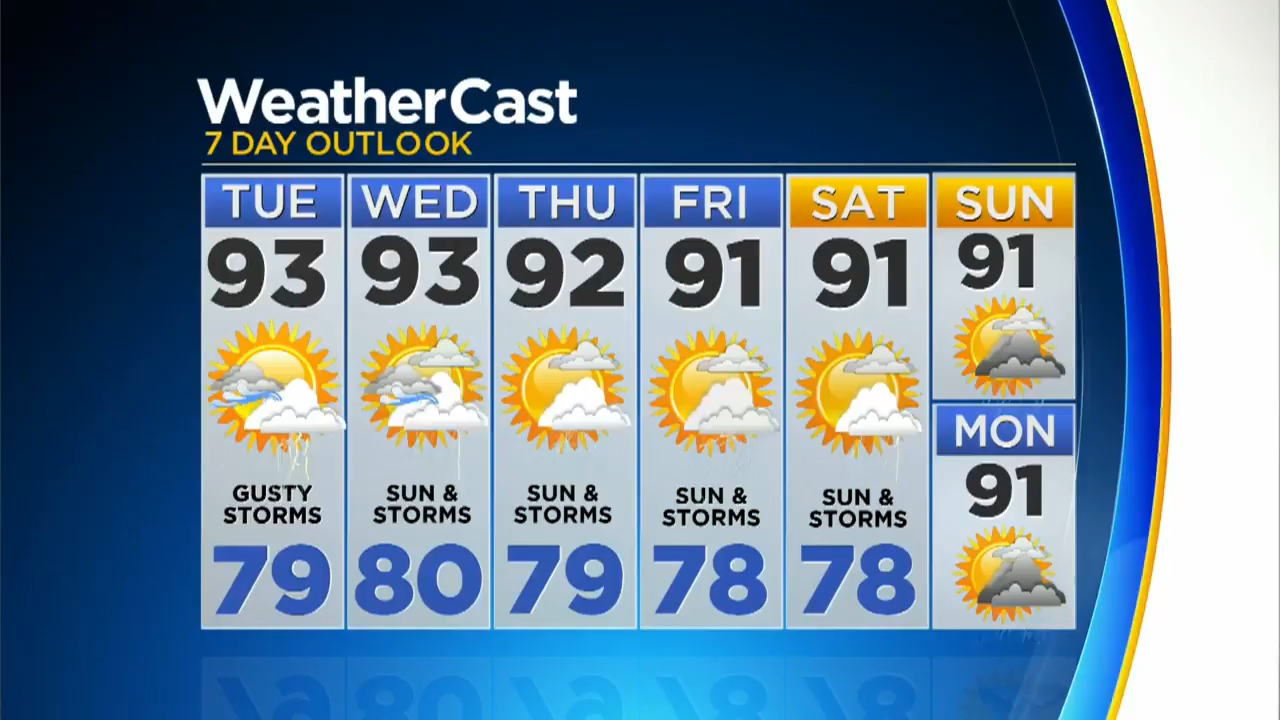 WeatherCast
7 DAY OUTLOOK
TUE
93
GUSTY
STORMS
79
WED
93
SUN &
STORMS
80
THU
92
SUN &
STORMS
79
FRI
91
SUN &
STORMS
78
SAT
91
SUN &
STORMS
78
SUN
91
MON
91